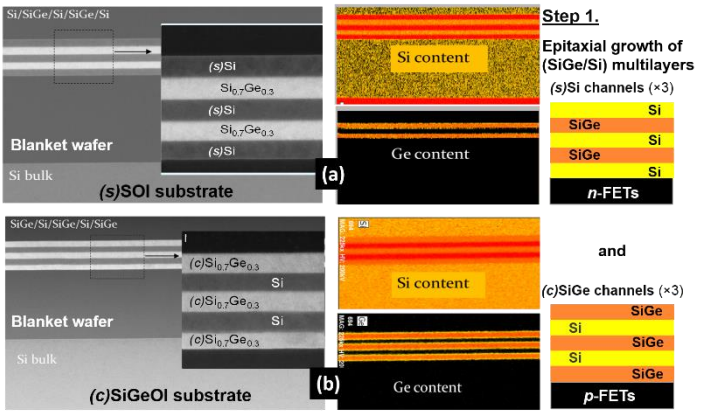 Si/SiGe/Si/SiGe/Si
Blanket wafer
Si bulk
(s)SOI substrate
(s)Si
Si0.7Ge0.3
(s)Si
Si0.7Ge0.3
(s)Si
(a)
Si content
Ge content
Step 1.
Epitaxial growth of
(SiGe/Si) multilayers
(s)Si channels (×3)
Si
SiGe
Si
SiGe
Si
n-FETs
and
SiGe/Si/SiGe/Si/SiGe
Blanket wafer
Si bulk
(c)SiGeOI substrate
(c)Si0.7Ge0.3
Si
(c)Si0.7Ge0.3
Si
(c)Si0.7Ge0.3
(b)
Si content
Ge content
(c)SiGe channels (×3)
SiGe
Si
SiGe
Si
SiGe
p-FETs